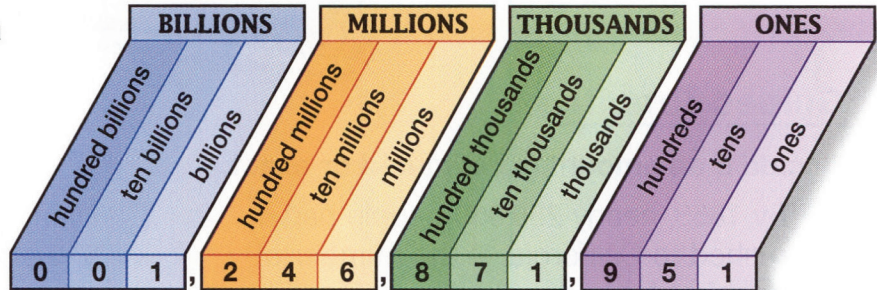 BILLIONS MILLIONS THOUSANDS ONES
hundred billions ten billions billions hundred millions ten millions millions hundred thousands ten thousands thousands hundreds tens ones
0 0 1 , 2 4 6 , 8 7 1 , 9 5 1